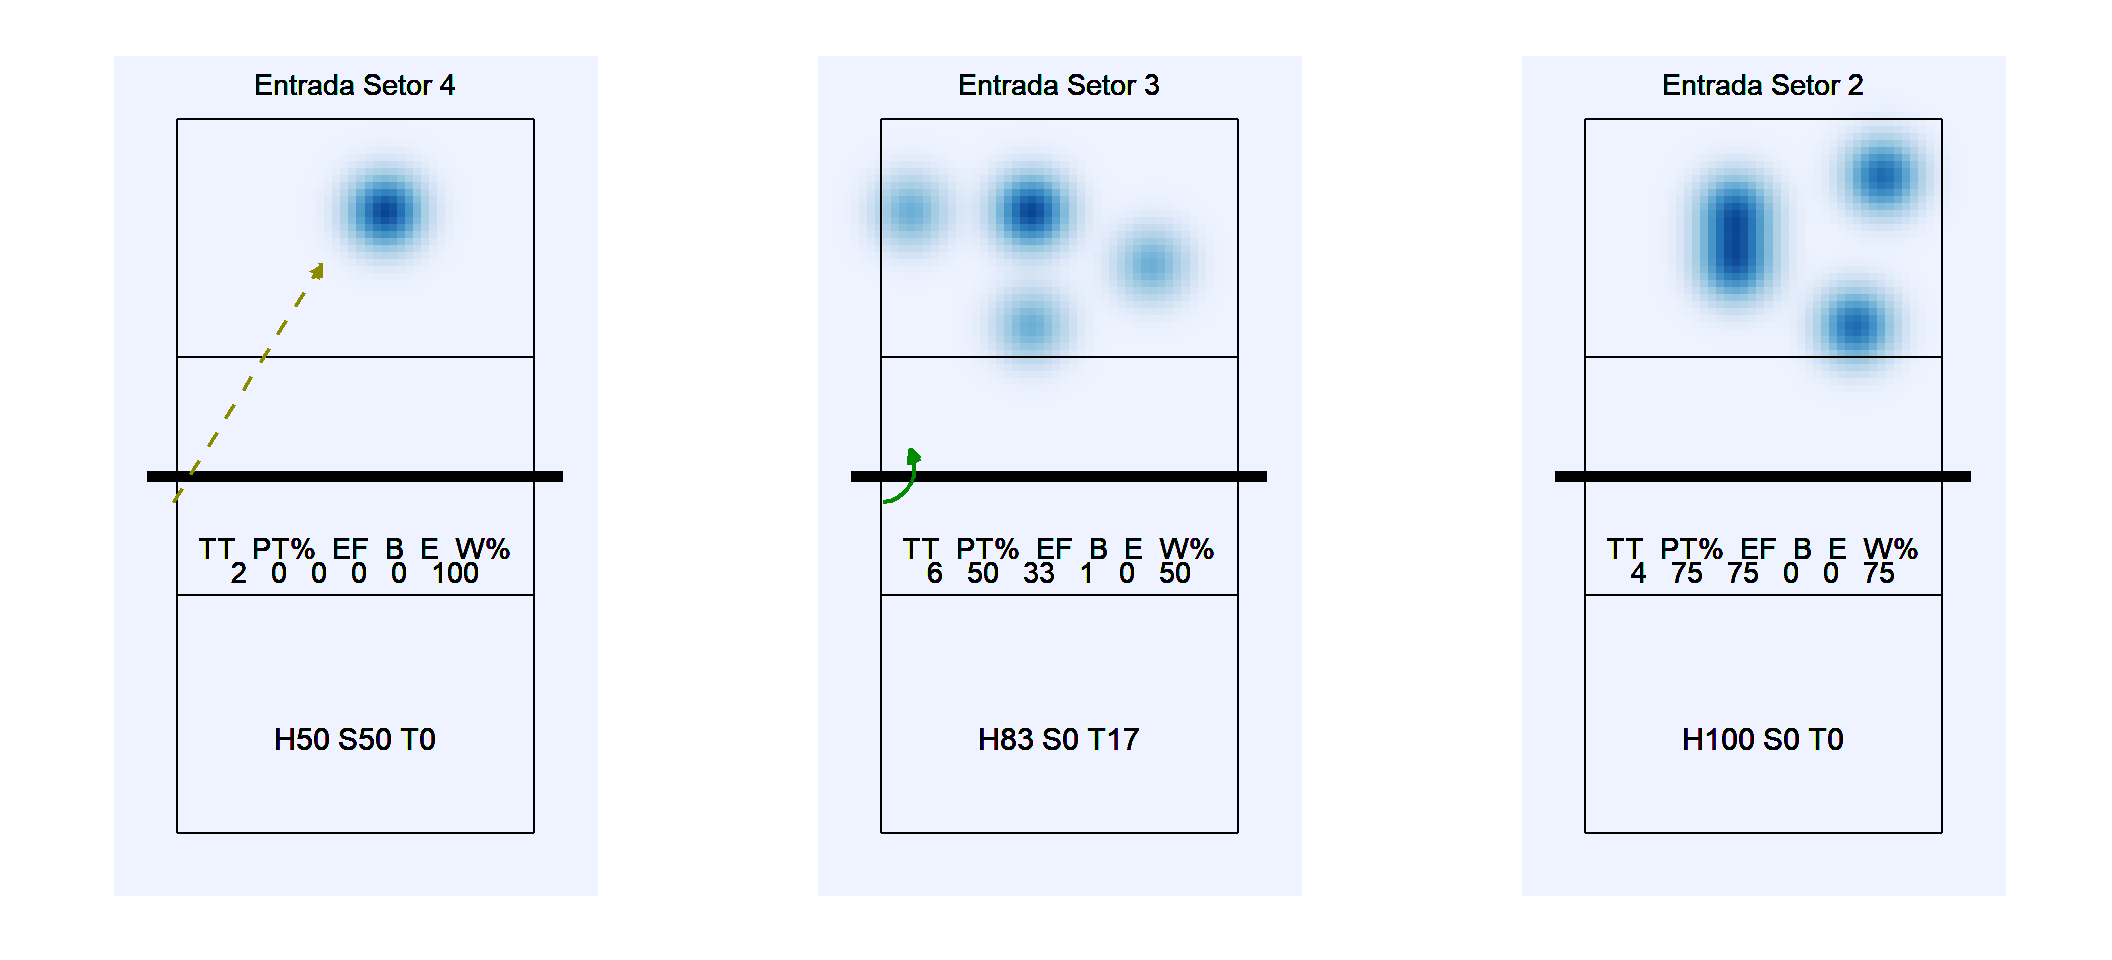 Entrada Setor 4
TT PT% EF B E W%
2 0 0 0 0 100
H50 S50 T0
Entrada Setor 3
TT PT% EF B E W%
6 50 33 1 0 50
H83 S0 T17
Entrada Setor 2
TT PT% EF B E W%
4 75 75 0 0 75
H100 S0 T0